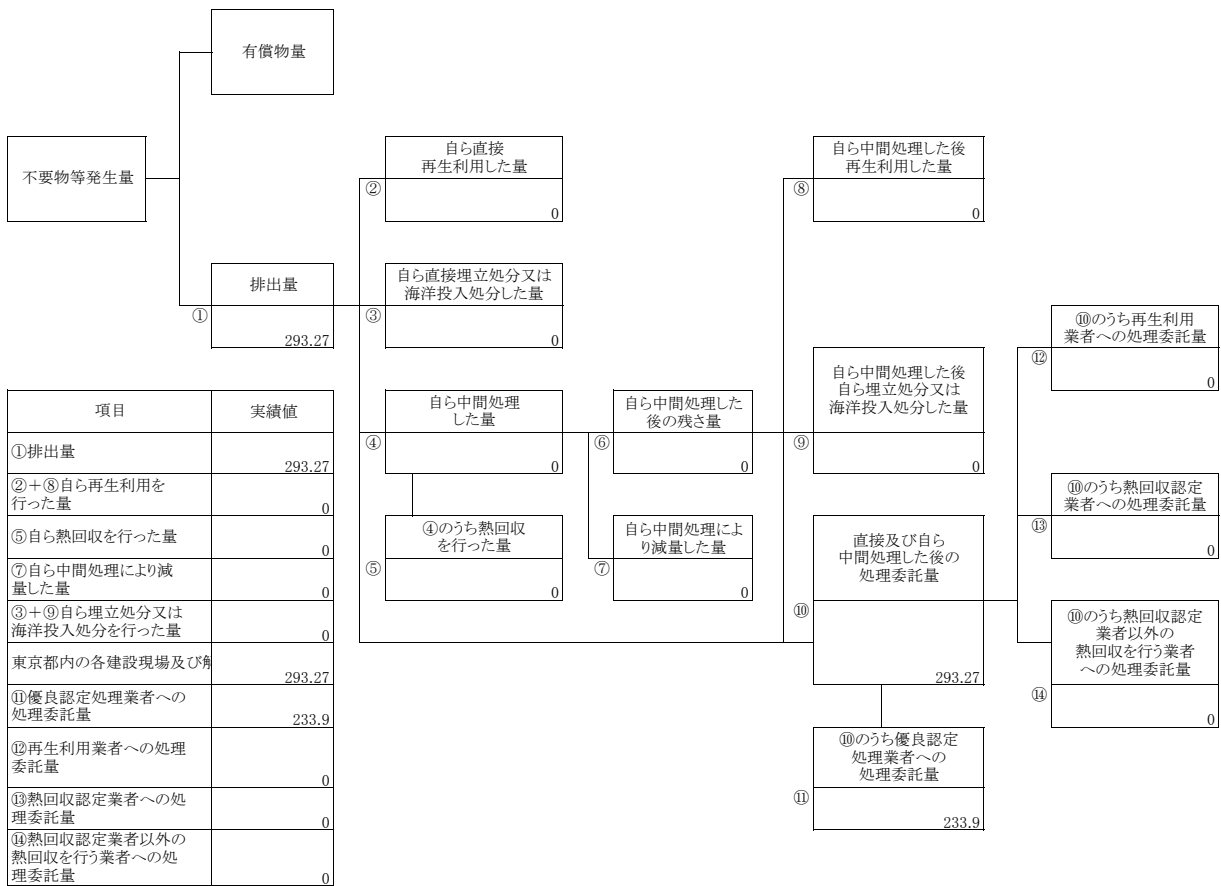 有償物量
不要物等発生量
自ら直接
再生利用した量
②
0
自ら中間処理した後
再生利用した量
⑧
0
排出量
①
293.27
自ら直接埋立処分又は
海洋投入処分した量
③
0
⑩のうち再生利用
業者への処理委託量
⑫
0
自ら中間処理した後
自ら埋立処分又は
海洋投入処分した量
⑨
0
自ら中間処理
した量
④
0
自ら中間処理した
後の残さ量
⑥
0
⑩のうち熱回収認定
業者への処理委託量
⑬
0
④のうち熱回収
を行った量
⑤
0
自ら中間処理によ
り減量した量
⑦
0
直接及び自ら
中間処理した後の
処理委託量
⑩
293.27
⑩のうち熱回収認定
業者以外の
熱回収を行う業者
への処理委託量
⑭
0
⑩のうち優良認定
処理業者への
処理委託量
⑪
233.9
項目
実績値
①排出量
293.27
②＋⑧自ら再生利用を
行った量
0
⑤自ら熱回収を行った量
0
⑦自ら中間処理により減
量した量
0
③＋⑨自ら埋立処分又は
海洋投入処分を行った量
0
東京都内の各建設現場及び解
293.27
⑪優良認定処理業者への
処理委託量
233.9
⑫再生利用業者への処理
委託量
0
⑬熱回収認定業者への処
理委託量
0
⑭熱回収認定業者以外の
熱回収を行う業者への処
理委託量
0